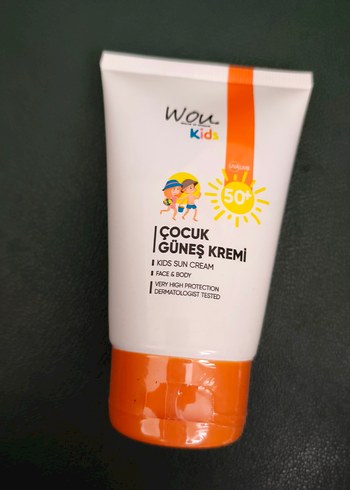 Wou
Kids
50+
ÇOCUK
GÜNEŞ KREMİ
KIDS SUN CREAM
FACE & BODY
VERY HIGH PROTECTION
DERMATOLOGIST TESTED